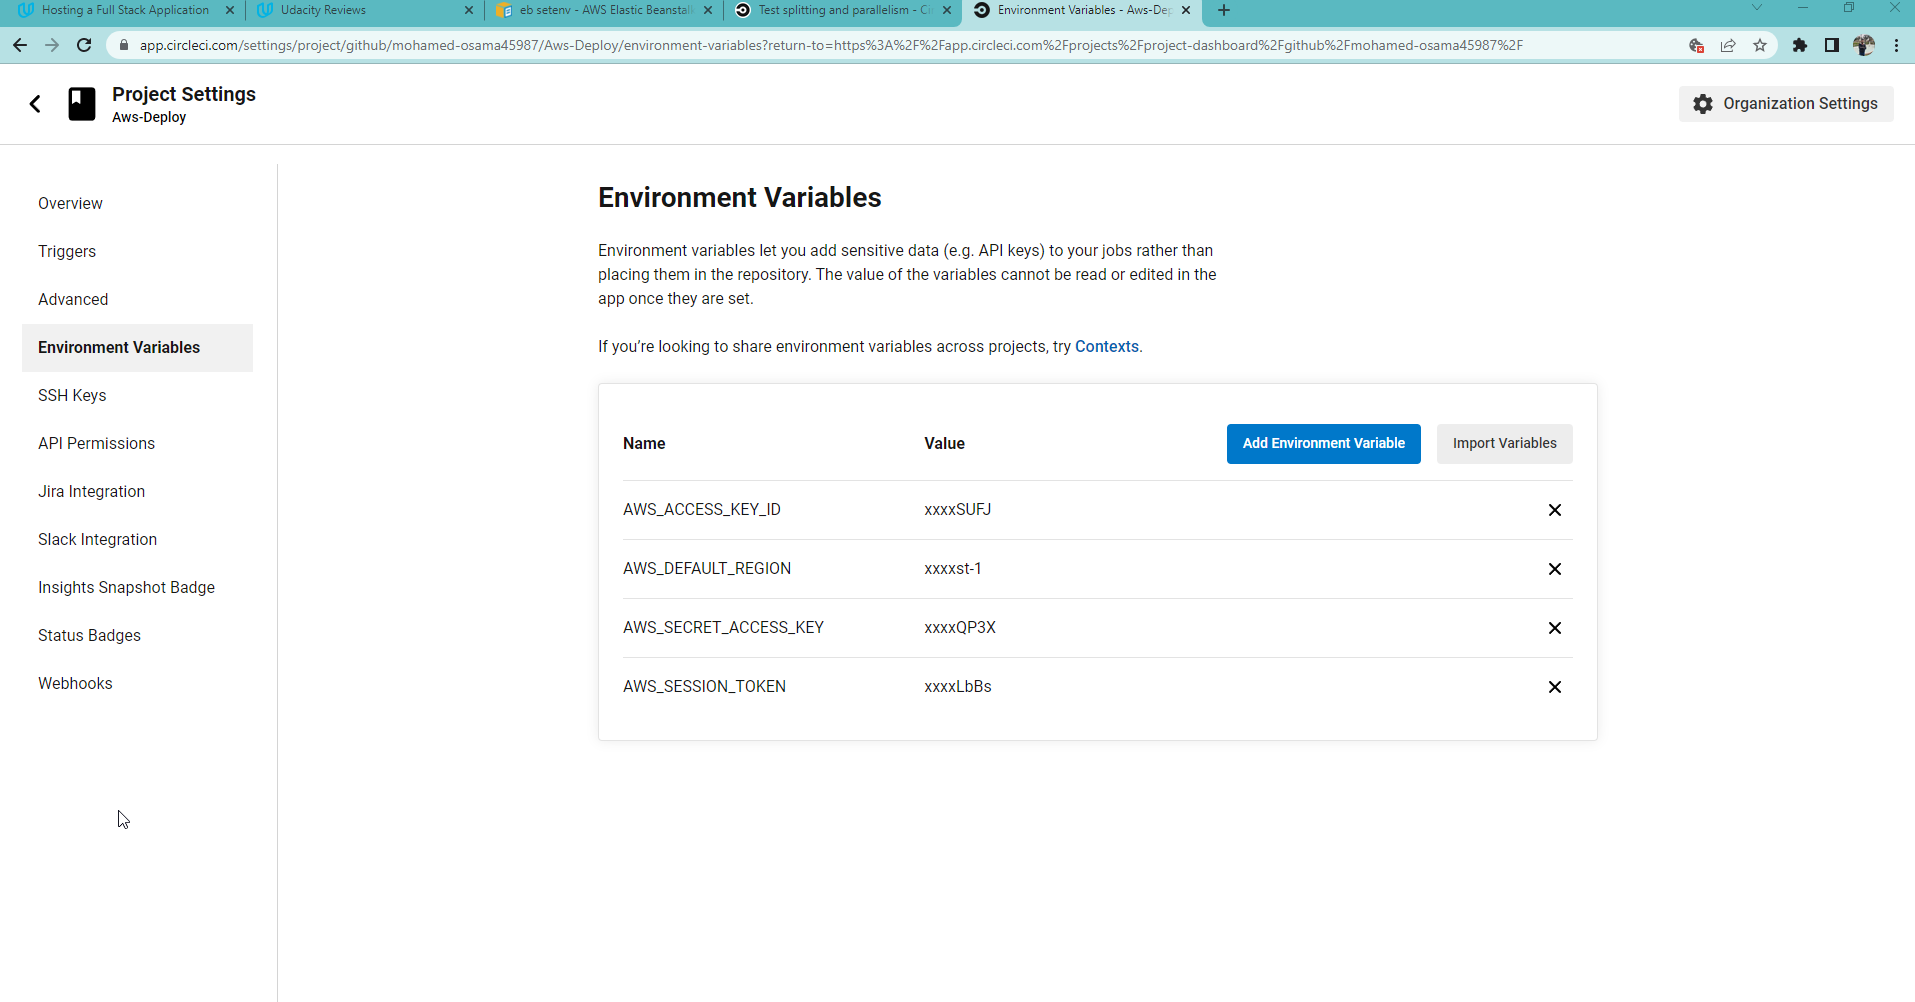 Hosting a Full Stack Application
Udacity Reviews
eb setenv - AWS Elastic Beanstalk
Test splitting and parallelism - Ci
Environment Variables - Aws-Dep
app.circleci.com/settings/project/github/mohamed-osama45987/Aws-Deploy/environment-variables?return-to=https%3A%2F%2Fapp.circleci.com%2Fprojects%2Fproject-dashboard%2Fgithub%2Fmohamed-osama45987%2F
Project Settings
Aws-Deploy
Organization Settings
Overview
Triggers
Advanced
Environment Variables
SSH Keys
API Permissions
Jira Integration
Slack Integration
Insights Snapshot Badge
Status Badges
Webhooks
Environment Variables
Environment variables let you add sensitive data (e.g. API keys) to your jobs rather than
placing them in the repository. The value of the variables cannot be read or edited in the
app once they are set.
If you’re looking to share environment variables across projects, try Contexts.
Name Value Add Environment Variable Import Variables
AWS_ACCESS_KEY_ID xxxxSUFJ
AWS_DEFAULT_REGION xxxxst-1
AWS_SECRET_ACCESS_KEY xxxxQP3X
AWS_SESSION_TOKEN xxxxLbBs